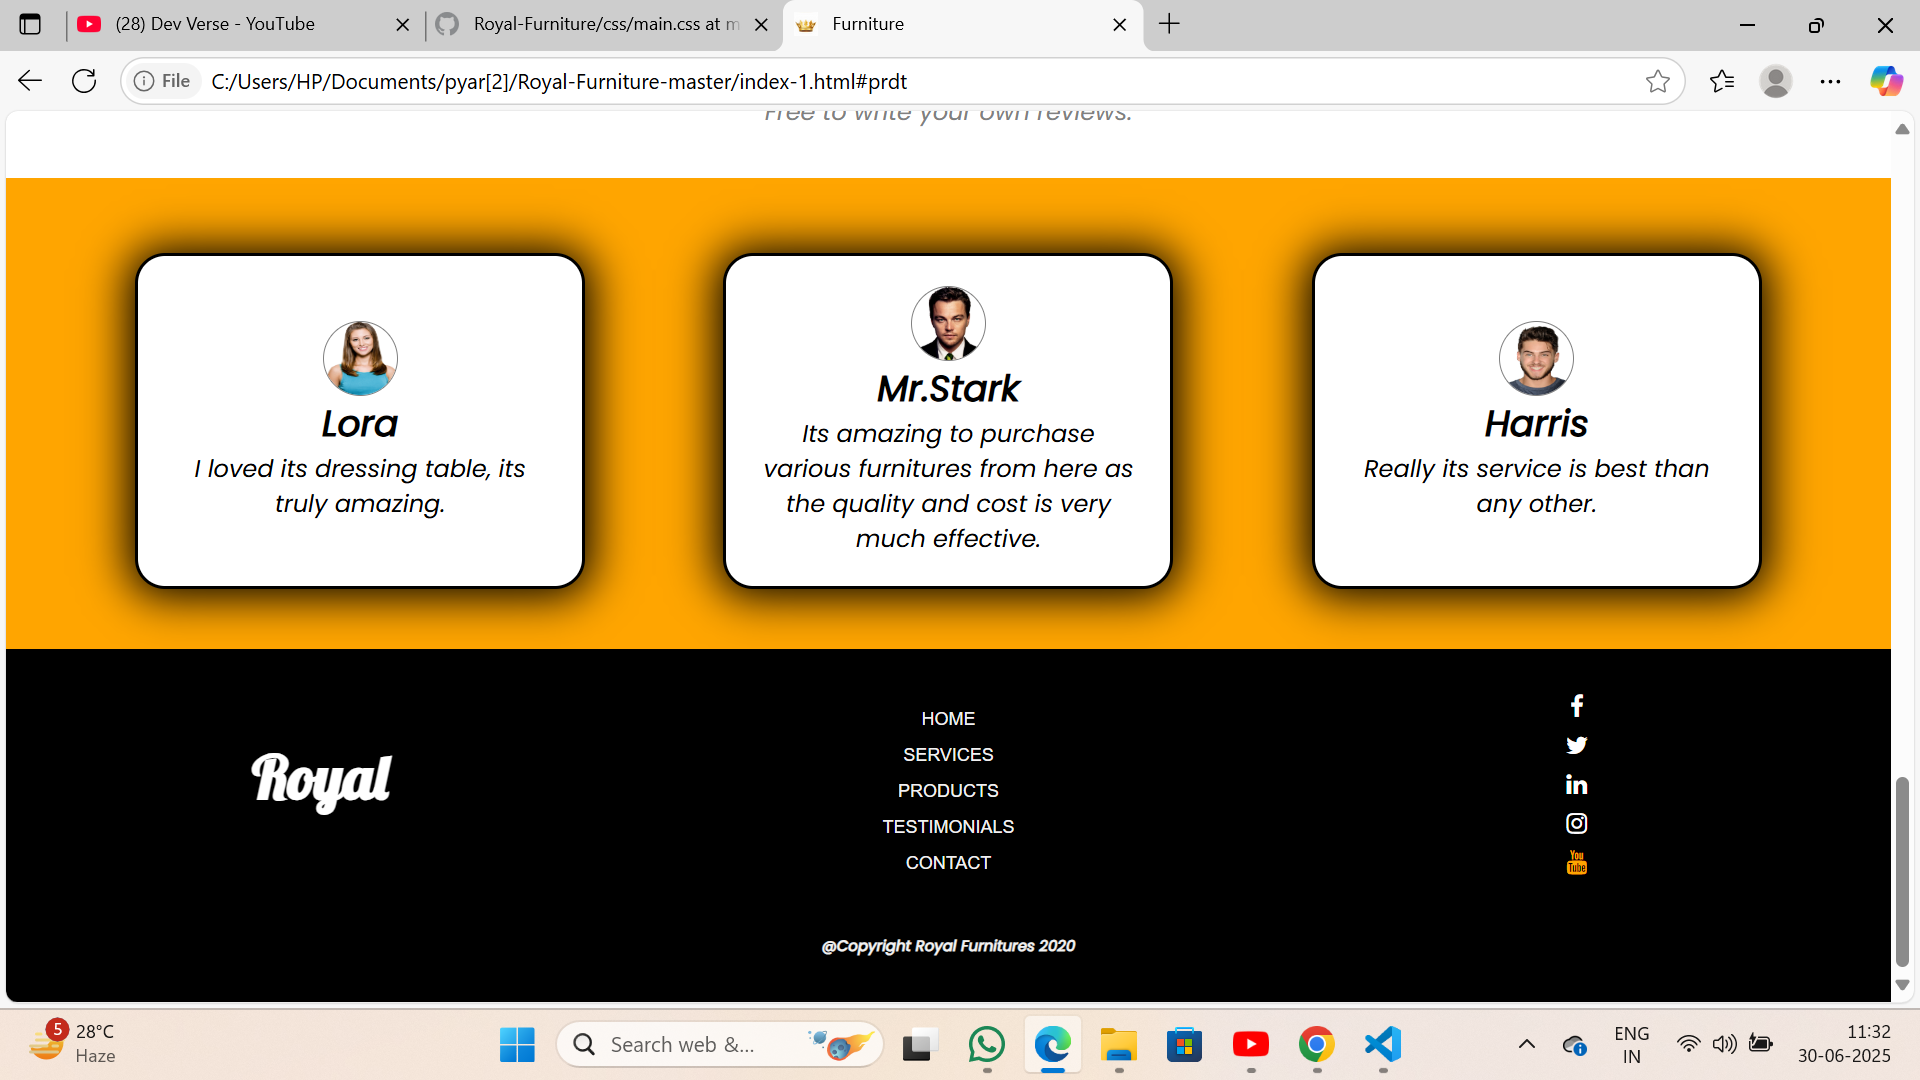 (28) Dev Verse - YouTube
Royal-Furniture/css/main.css at m
Furniture
File
C:/Users/HP/Documents/pyar[2]/Royal-Furniture-master/index-1.html#prdt
Free to write your own reviews.
Lora
I loved its dressing table, its
truly amazing.
Mr.Stark
Its amazing to purchase
various furnitures from here as
the quality and cost is very
much effective.
Harris
Really its service is best than
any other.
Royal
HOME
SERVICES
PRODUCTS
TESTIMONIALS
CONTACT
You
Tube
@Copyright Royal Furnitures 2020
5
28°C
Haze
Search web &...
ENG
IN
11:32
30-06-2025